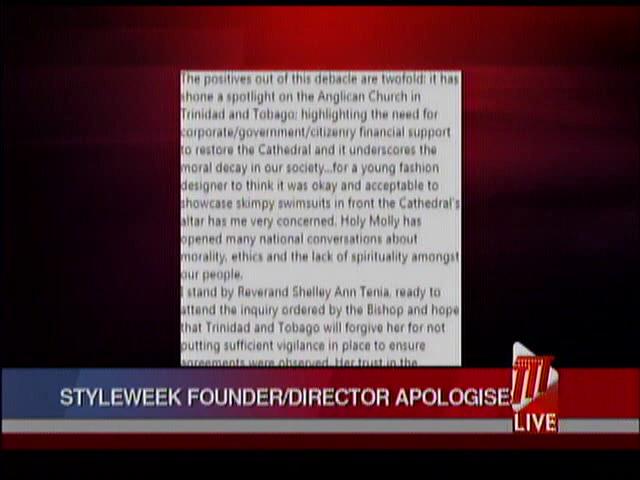 The positives out of this debacle are twofold: it has
shone a spotlight on the Anglican Church in
Trinidad and Tobago; highlighting the need for
corporate/government/citizenry financial support
to restore the Cathedral and it underscores the
moral decay in our society...for a young fashion
designer to think it was okay and acceptable to
showcase skimpy swimsuits in front the Cathedral's
altar has me very concerned. Holy Molly has
opened many national conversations about
morality, ethics and the lack of spirituality amongst
our people.
I stand by Reverand Shelley Ann Tenia, ready to
attend the inquiry ordered by the Bishop and hope
that Trinidad and Tobago will forgive her for not
putting sufficient vigilance in place to ensure
agreements were observed. Her trust in the
STYLEWEEK FOUNDER/DIRECTOR APOLOGISE
LIVE